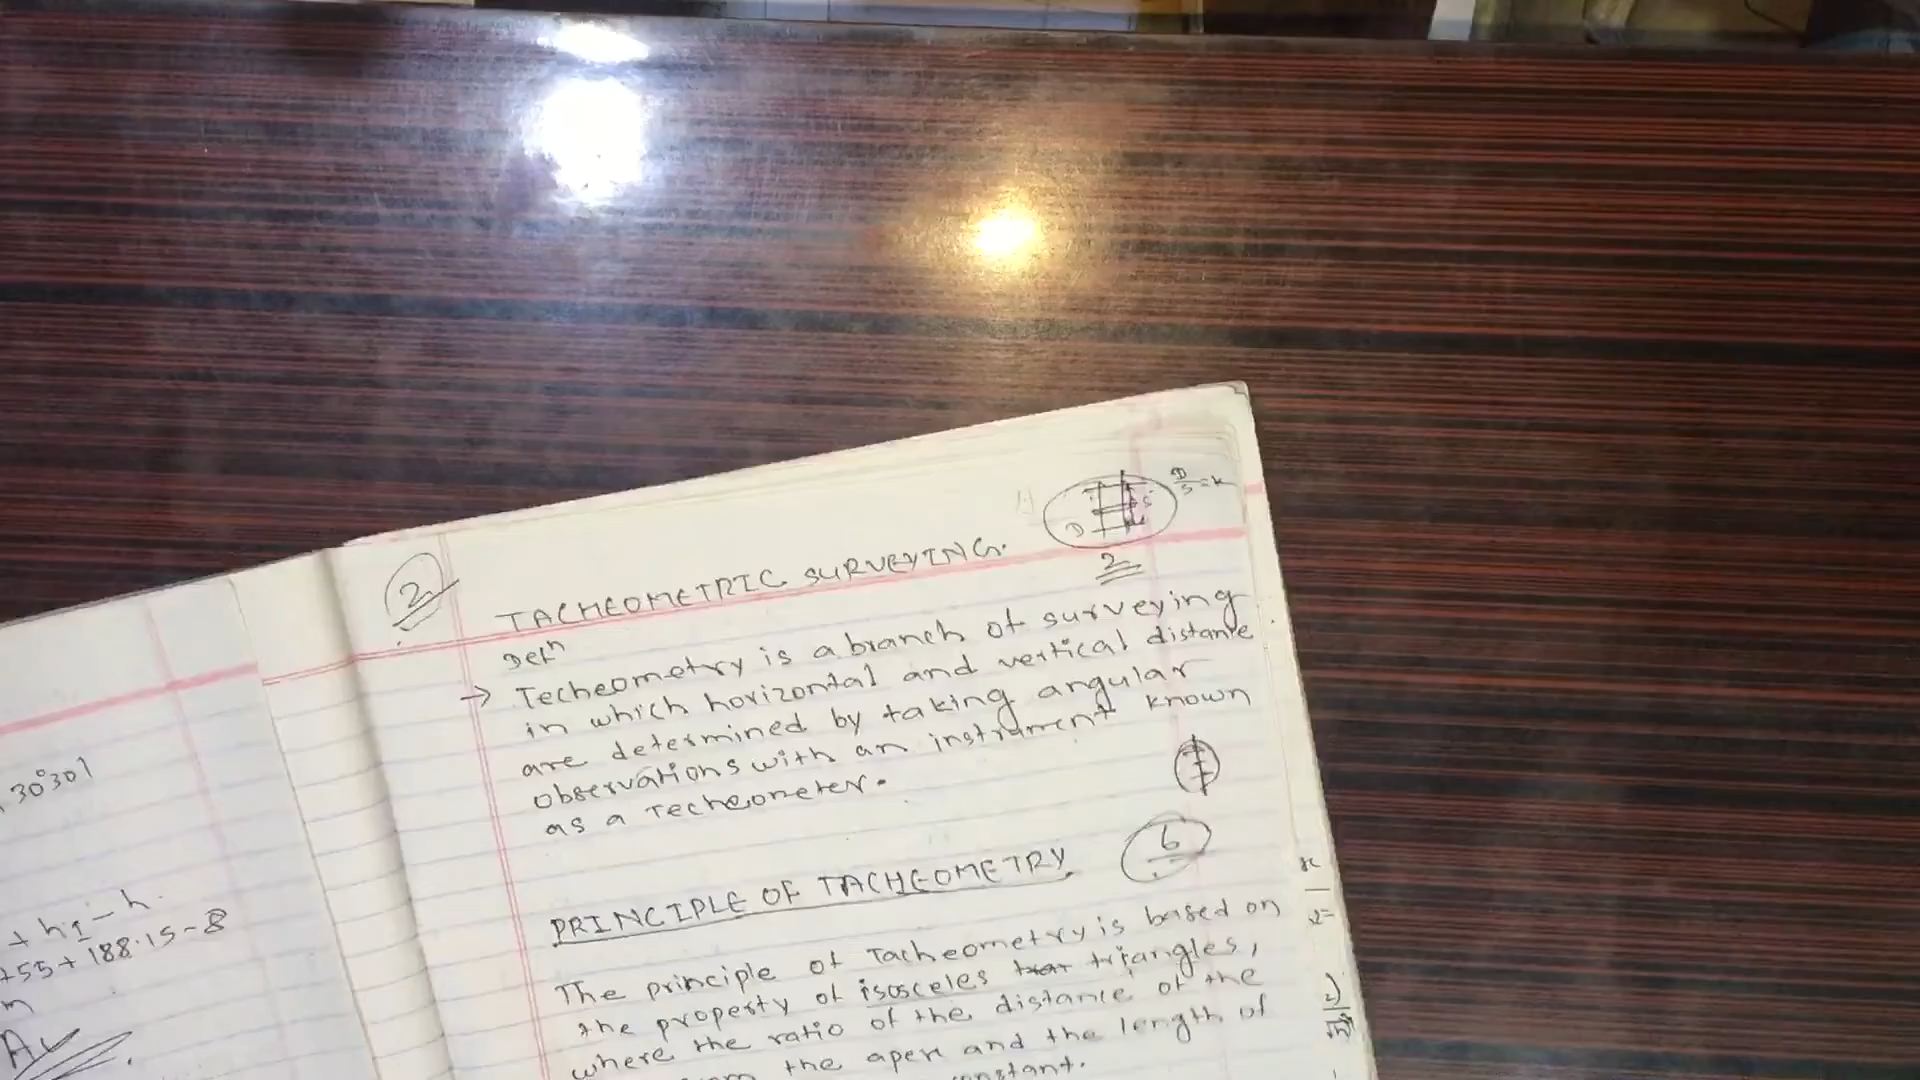 30°30'
+ h1 - h
+55 + 188.15 - 8
m
2
D
S
D/S = K
2
TACHEOMETRIC SURVEYING.
Defn
→ Techeometry is a branch of surveying
in which horizontal and vertical distance
are determined by taking angular
observations with an instrument known
as a Techeometer.
6
PRINCIPLE OF TACHEOMETRY
The principle of Tacheometry is based on
the property of isosceles triangles,
where the ratio of the distance of the
the apex and the length of
constant.